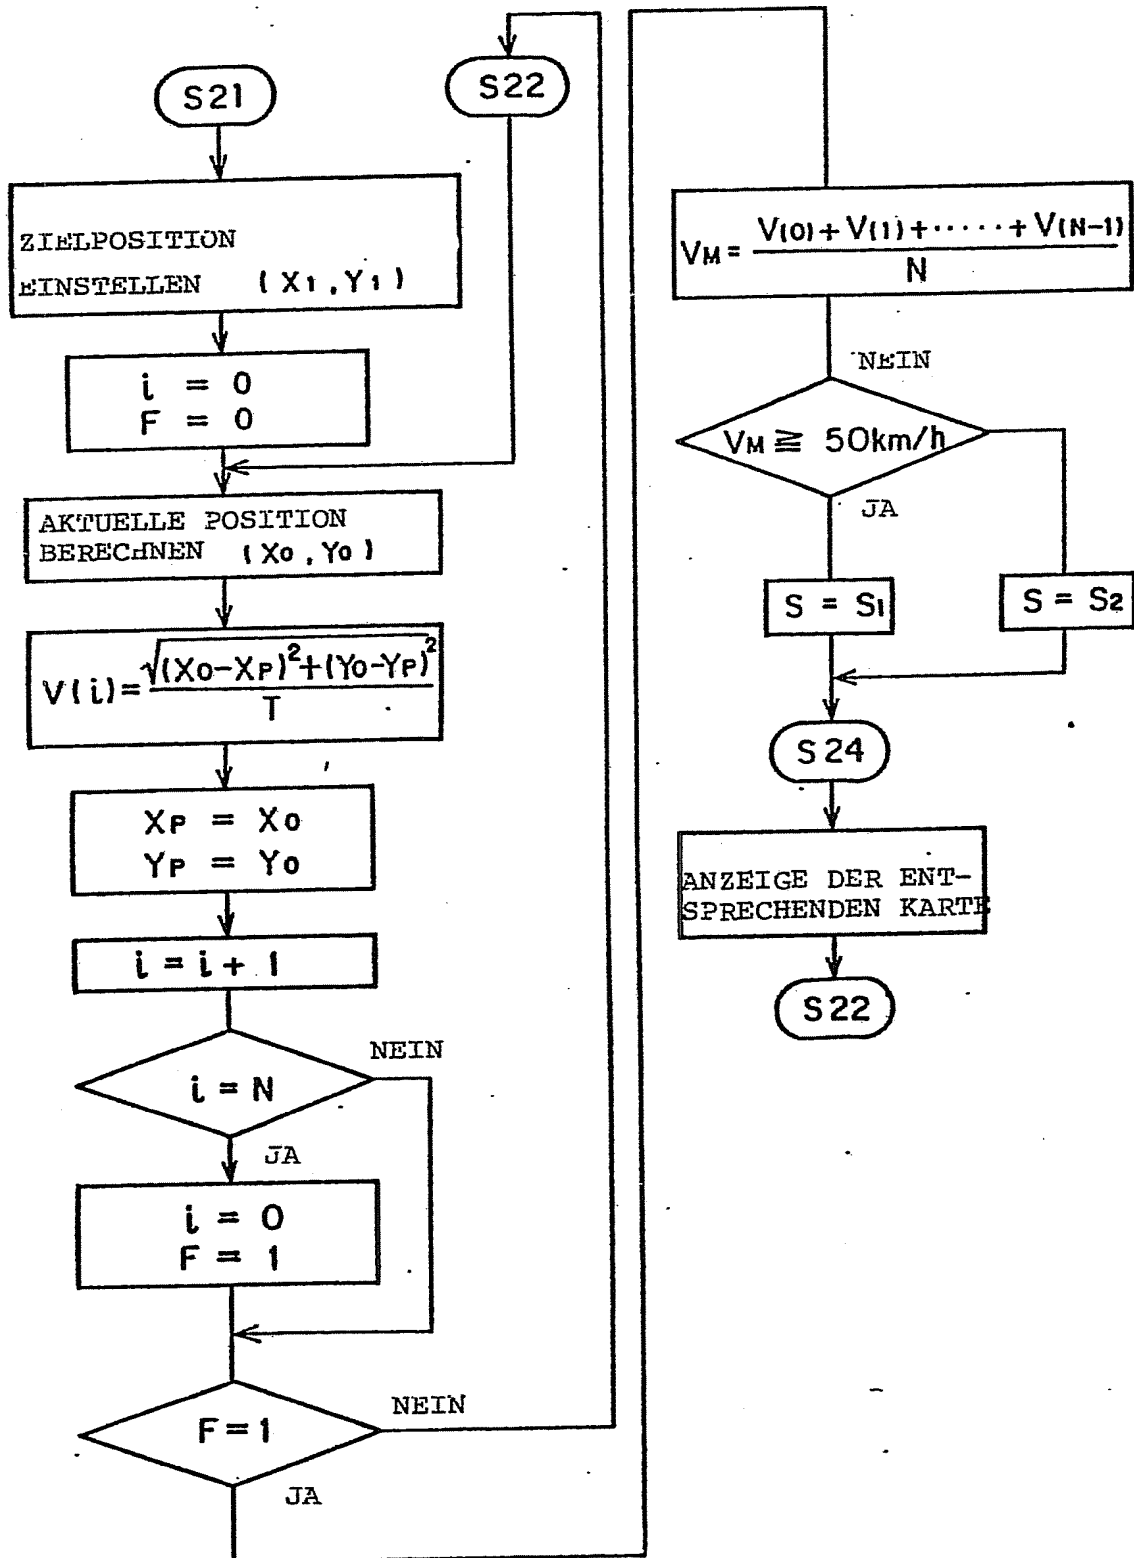 S21
ZIELPOSITION
EINSTELLEN (X1, Y1)
i = 0
F = 0
S22
AKTUELLE POSITION
BERECHNEN (X0, Y0)
V(i) = √(X0-XP)²+(Y0-YP)² / T
XP = X0
YP = Y0
i = i + 1
i = N
NEIN
JA
i = 0
F = 1
F = 1
NEIN
JA
VM = V(0) + V(1) + ····· + V(N-1) / N
NEIN
VM ≧ 50km/h
JA
S = S1
S = S2
S24
ANZEIGE DER ENT-
SPRECHENDEN KARTE
S22